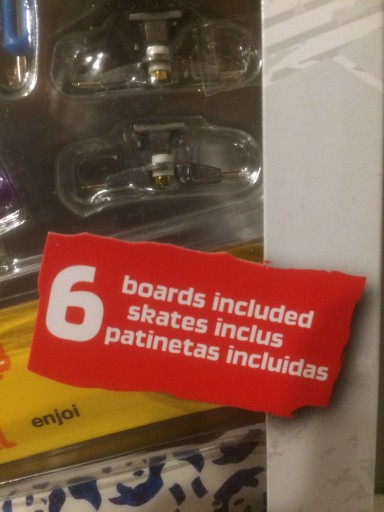 6 boards included
skates inclus
patinetas incluidas
enjoi